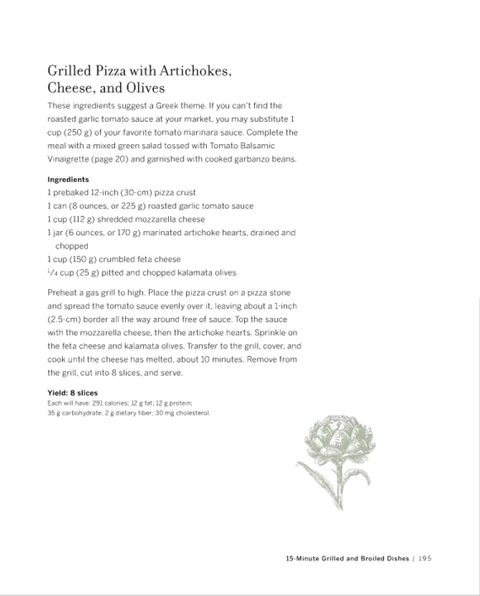 Grilled Pizza with Artichokes,
Cheese, and Olives
These ingredients suggest a Greek theme. If you can't find the
roasted garlic tomato sauce at your market, you may substitute 1
cup (250 g) of your favorite tomato marinara sauce. Complete the
meal with a mixed green salad tossed with Tomato Balsamic
Vinaigrette (page 20) and garnished with cooked garbanzo beans.
Ingredients
1 prebaked 12-inch (30-cm) pizza crust
1 can (8 ounces, or 225 g) roasted garlic tomato sauce
1 cup (112 g) shredded mozzarella cheese
1 jar (6 ounces, or 170 g) marinated artichoke hearts, drained and
chopped
1 cup (150 g) crumbled feta cheese
1/4 cup (25 g) pitted and chopped kalamata olives
Preheat a gas grill to high. Place the pizza crust on a pizza stone
and spread the tomato sauce evenly over it, leaving about a 1-inch
(2.5-cm) border all the way around free of sauce. Top the sauce
with the mozzarella cheese, then the artichoke hearts. Sprinkle on
the feta cheese and kalamata olives. Transfer to the grill, cover, and
cook until the cheese has melted, about 10 minutes. Remove from
the grill, cut into 8 slices, and serve.
Yield: 8 slices
Each will have: 291 calories; 12 g fat; 12 g protein;
35 g carbohydrate; 2 g dietary fiber; 30 mg cholesterol.
15-Minute Grilled and Broiled Dishes | 195